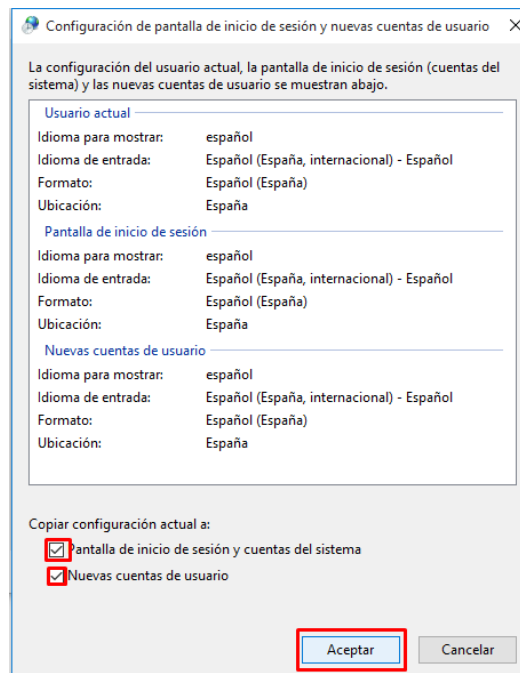 Configuración de pantalla de inicio de sesión y nuevas cuentas de usuario
La configuración del usuario actual, la pantalla de inicio de sesión (cuentas del
sistema) y las nuevas cuentas de usuario se muestran abajo.
Usuario actual
Idioma para mostrar: español
Idioma de entrada: Español (España, internacional) - Español
Formato: Español (España)
Ubicación: España
Pantalla de inicio de sesión
Idioma para mostrar: español
Idioma de entrada: Español (España, internacional) - Español
Formato: Español (España)
Ubicación: España
Nuevas cuentas de usuario
Idioma para mostrar: español
Idioma de entrada: Español (España, internacional) - Español
Formato: Español (España)
Ubicación: España
Copiar configuración actual a:
Pantalla de inicio de sesión y cuentas del sistema
Nuevas cuentas de usuario
Aceptar Cancelar